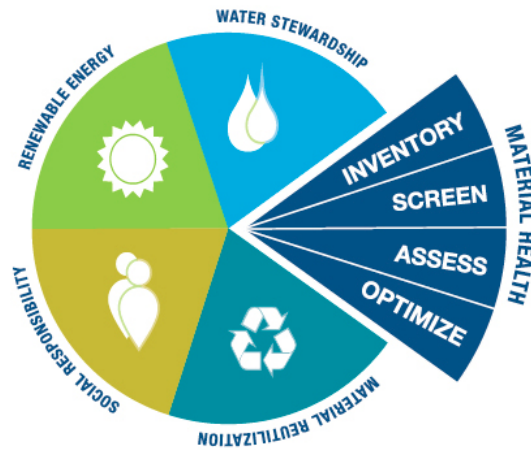 WATER STEWARDSHIP
RENEWABLE ENERGY
INVENTORY
SCREEN
ASSESS
OPTIMIZE
MATERIAL HEALTH
SOCIAL RESPONSIBILITY
MATERIAL REUTILIZATION